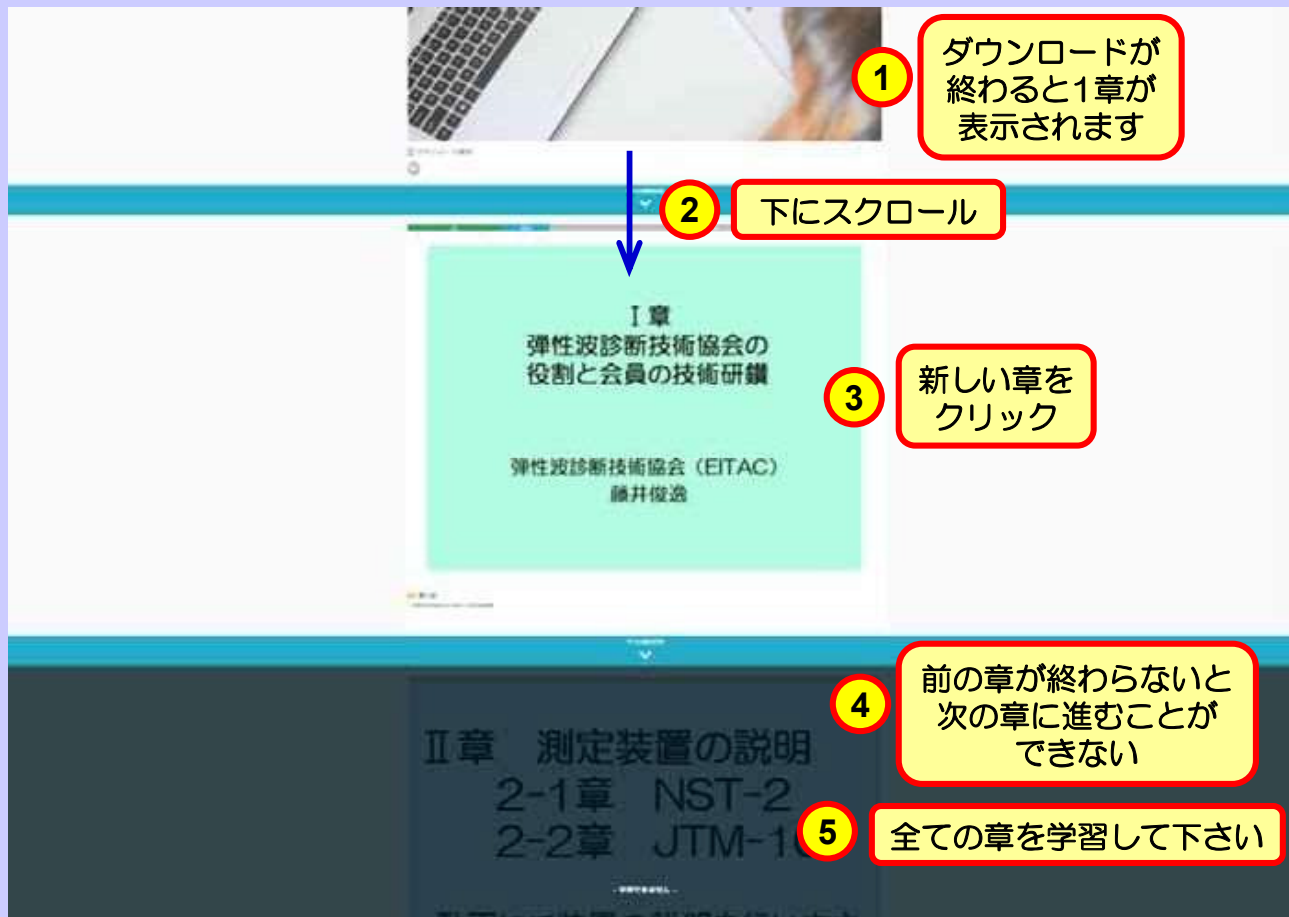 1
ダウンロードが
終わると1章が
表示されます
2
下にスクロール
Ⅰ章
弾性波診断技術協会の
役割と会員の技術研鑽
弾性波診断技術協会（EITAC）
藤井俊逸
3
新しい章を
クリック
4
前の章が終わらないと
次の章に進むことが
できない
Ⅱ章　測定装置の説明
2-1章　NST-2
2-2章
5
全ての章を学習して下さい